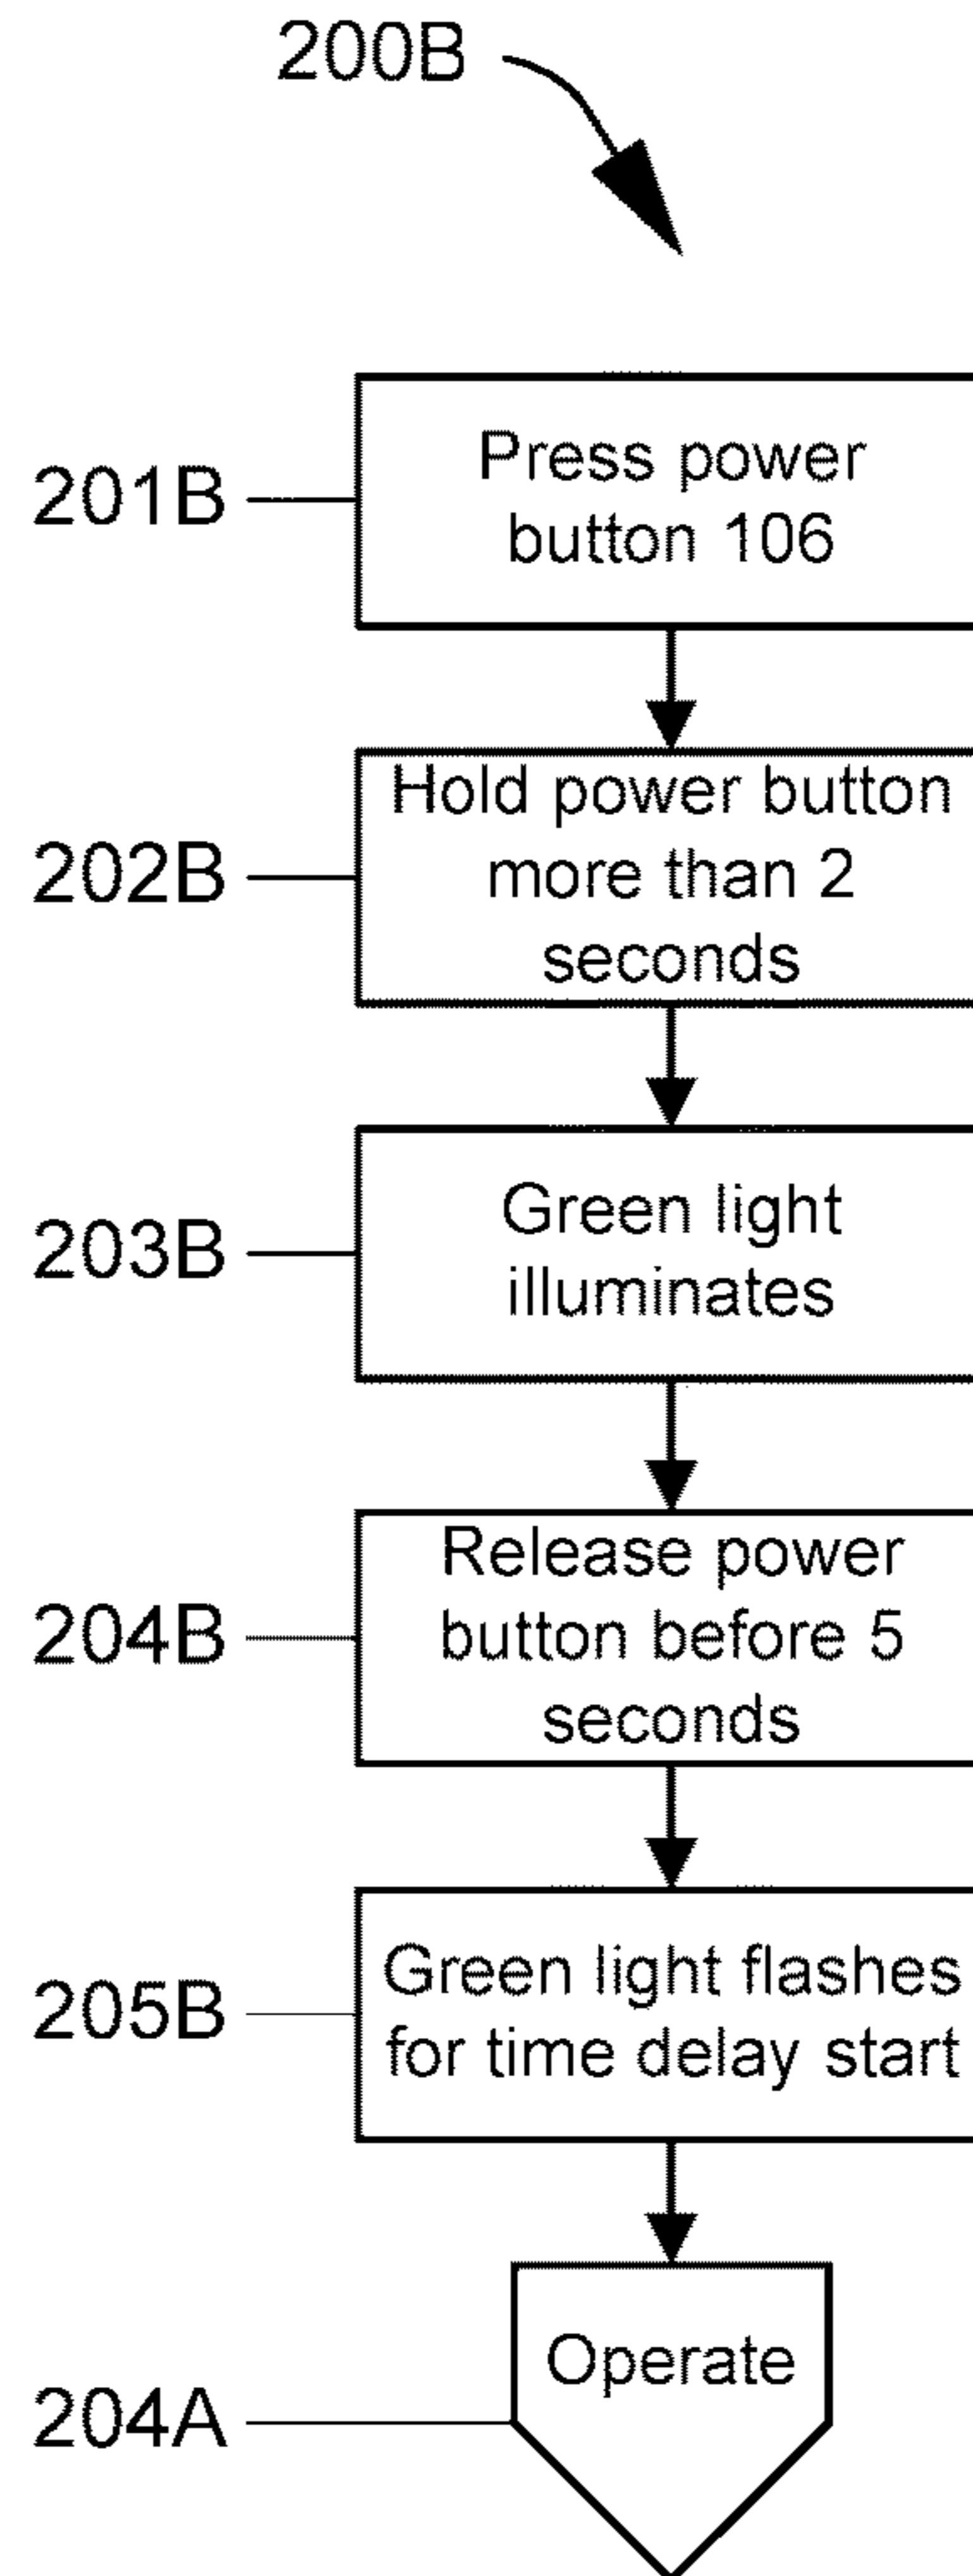 200B
201B
Press power
button 106
202B
Hold power button
more than 2
seconds
203B
Green light
illuminates
204B
Release power
button before 5
seconds
205B
Green light flashes
for time delay start
204A
Operate